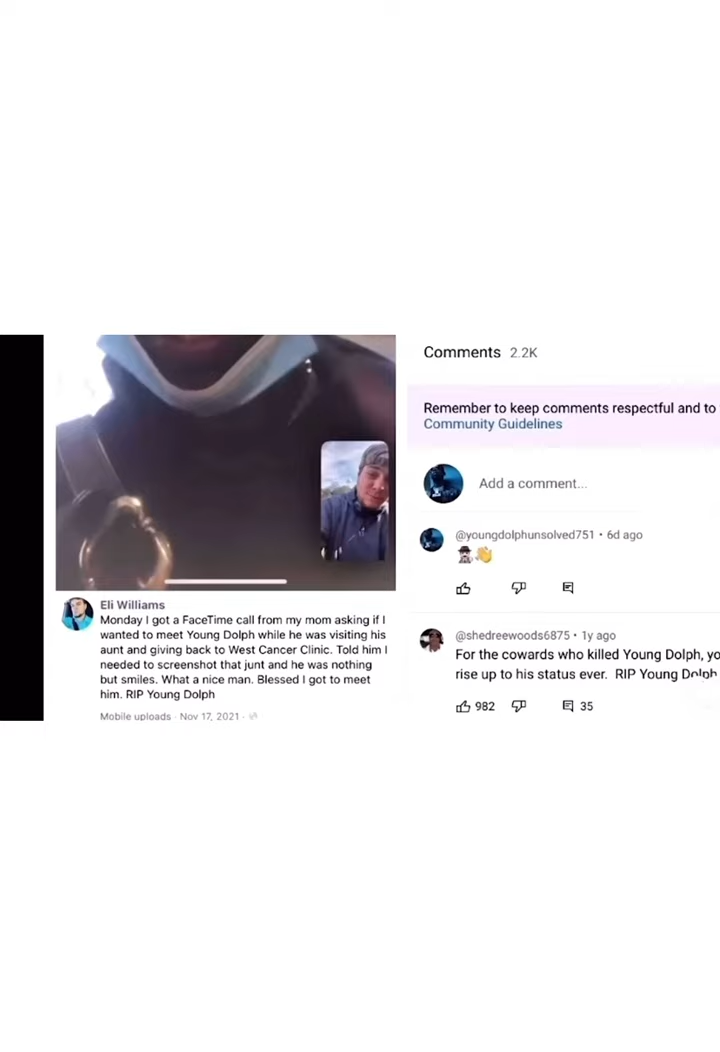 Eli Williams
Monday I got a FaceTime call from my mom asking if I
wanted to meet Young Dolph while he was visiting his
aunt and giving back to West Cancer Clinic. Told him I
needed to screenshot that junt and he was nothing
but smiles. What a nice man. Blessed I got to meet
him. RIP Young Dolph
Mobile uploads · Nov 17, 2021 ·
Comments 2.2K
Remember to keep comments respectful and to
Community Guidelines
Add a comment...
@youngdolphunsolved751 • 6d ago
@shedreewoods6875 • 1y ago
For the cowards who killed Young Dolph, yo
rise up to his status ever. RIP Young Dolph
982
35